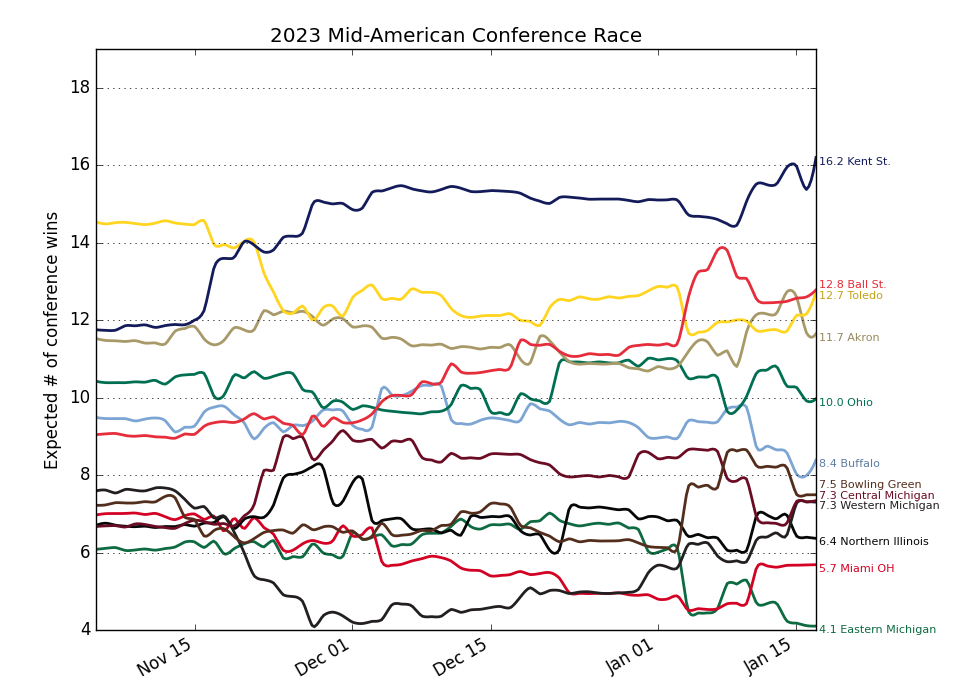 2023 Mid-American Conference Race
Expected # of conference wins
18
16
14
12
10
8
6
4
Nov 15
Dec 01
Dec 15
Jan 01
Jan 15
16.2 Kent St.
12.8 Ball St.
12.7 Toledo
11.7 Akron
10.0 Ohio
8.4 Buffalo
7.5 Bowling Green
7.3 Central Michigan
7.3 Western Michigan
6.4 Northern Illinois
5.7 Miami OH
4.1 Eastern Michigan